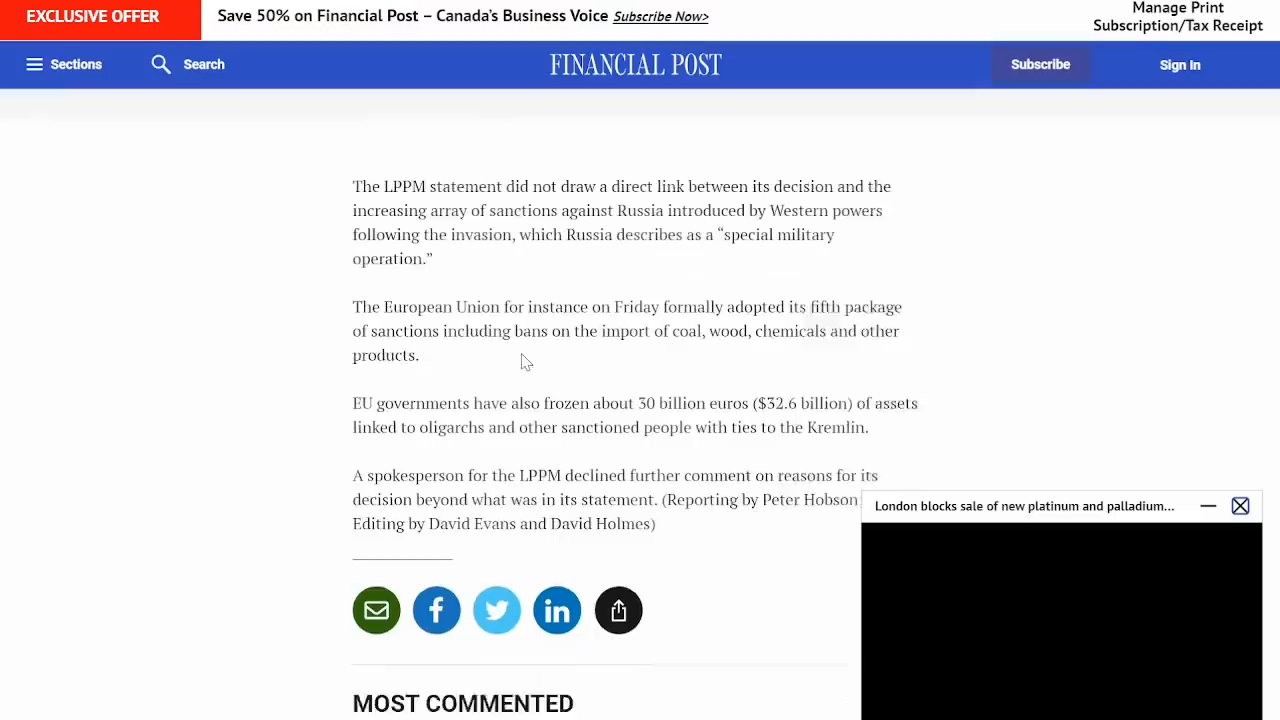 EXCLUSIVE OFFER
Save 50% on Financial Post – Canada’s Business Voice Subscribe Now>
Manage Print
Subscription/Tax Receipt
Sections
Search
FINANCIAL POST
Subscribe
Sign In
The LPPM statement did not draw a direct link between its decision and the
increasing array of sanctions against Russia introduced by Western powers
following the invasion, which Russia describes as a “special military
operation.”
The European Union for instance on Friday formally adopted its fifth package
of sanctions including bans on the import of coal, wood, chemicals and other
products.
EU governments have also frozen about 30 billion euros ($32.6 billion) of assets
linked to oligarchs and other sanctioned people with ties to the Kremlin.
A spokesperson for the LPPM declined further comment on reasons for its
decision beyond what was in its statement. (Reporting by Peter Hobson
Editing by David Evans and David Holmes)
London blocks sale of new platinum and palladium...
f
in
MOST COMMENTED